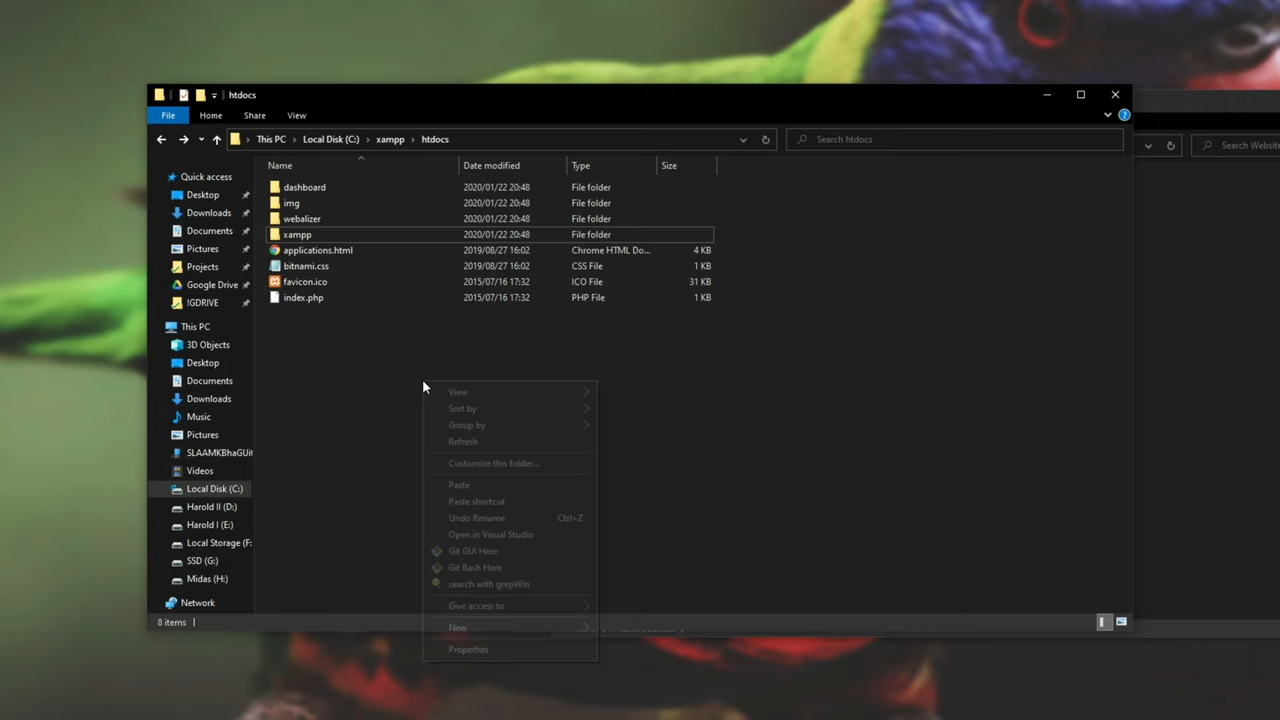 htdocs
File Home Share View
This PC Local Disk (C:) xampp htdocs Search htdocs
Search Website
Name Date modified Type Size
Quick access
Desktop
Downloads
Documents
Pictures
Projects
Google Drive
!GDRIVE
This PC
3D Objects
Desktop
Documents
Downloads
Music
Pictures
SLAAMKBhaGUit
Videos
Local Disk (C:)
Harold II (D:)
Harold I (E:)
Local Storage (F:
SSD (G:)
Midas (H:)
Network
dashboard 2020/01/22 20:48 File folder
img 2020/01/22 20:48 File folder
webalizer 2020/01/22 20:48 File folder
xampp 2020/01/22 20:48 File folder
applications.html 2019/08/27 16:02 Chrome HTML Do... 4 KB
bitnami.css 2019/08/27 16:02 CSS File 1 KB
favicon.ico 2015/07/16 17:32 ICO File 31 KB
index.php 2015/07/16 17:32 PHP File 1 KB
View
Sort by
Group by
Refresh
Customize this folder...
Paste
Paste shortcut
Undo Rename Ctrl+Z
Open in Visual Studio
Git GUI Here
Git Bash Here
search with grepWin
Give access to
New
Properties
8 items